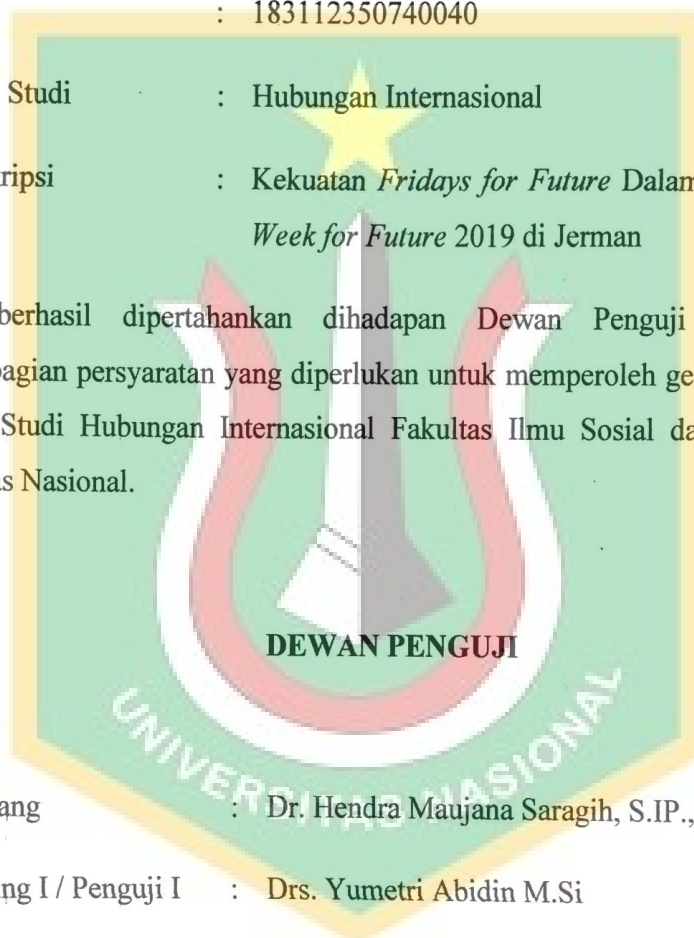 : 183112350740040
Studi : Hubungan Internasional
ripsi : Kekuatan Fridays for Future Dalam
Week for Future 2019 di Jerman
berhasil dipertahankan dihadapan Dewan Penguji
bagian persyaratan yang diperlukan untuk memperoleh ge
Studi Hubungan Internasional Fakultas Ilmu Sosial da
s Nasional.
DEWAN PENGUJI
UNIVERSITAS NASIONAL
ang : Dr. Hendra Maujana Saragih, S.IP.,
ng I / Penguji I : Drs. Yumetri Abidin M.Si